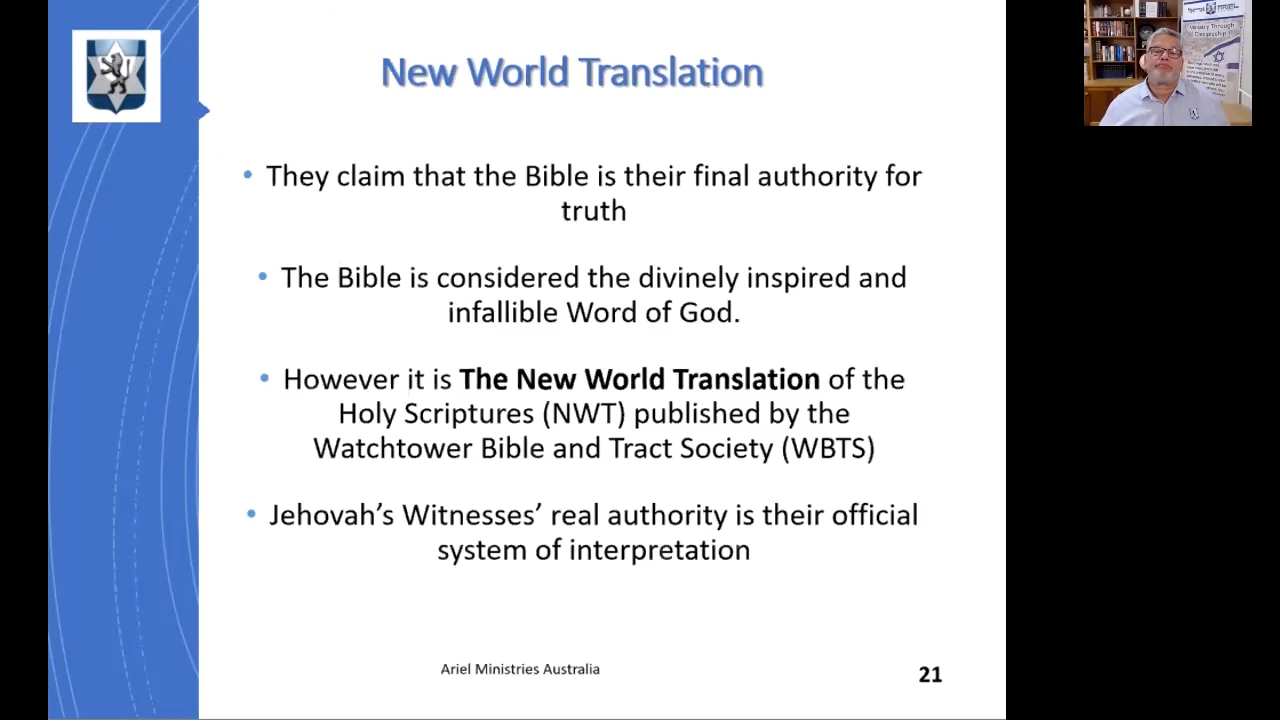 New World Translation
• They claim that the Bible is their final authority for
truth
• The Bible is considered the divinely inspired and
infallible Word of God.
• However it is The New World Translation of the
Holy Scriptures (NWT) published by the
Watchtower Bible and Tract Society (WBTS)
• Jehovah’s Witnesses’ real authority is their official
system of interpretation
Ariel Ministries Australia
21
Ministry Through
Discipleship